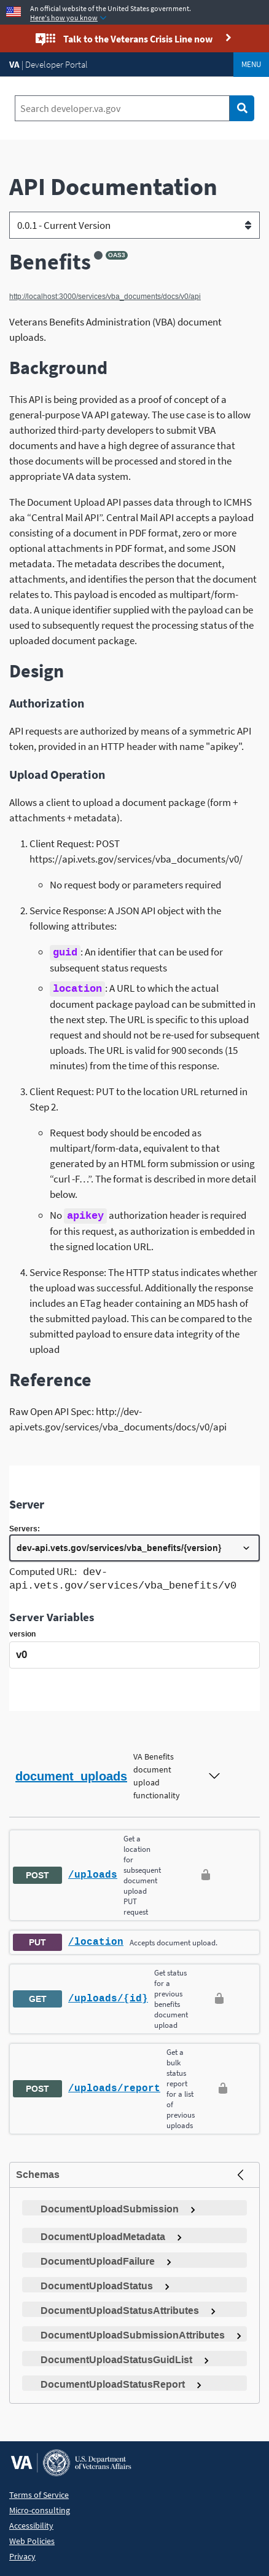 An official website of the United States government.
Here's how you know
Talk to the Veterans Crisis Line now
VA | Developer Portal
MENU
Search developer.va.gov
API Documentation
0.0.1 - Current Version
Benefits OAS3
http://localhost:3000/services/vba_documents/docs/v0/api
Veterans Benefits Administration (VBA) document
uploads.
Background
This API is being provided as a proof of concept of a
general-purpose VA API gateway. The use case is to allow
authorized third-party developers to submit VBA
documents and have a high degree of assurance that
those documents will be processed and stored in the
appropriate VA data system.
The Document Upload API passes data through to ICMHS
aka “Central Mail API”. Central Mail API accepts a payload
consisting of a document in PDF format, zero or more
optional attachments in PDF format, and some JSON
metadata. The metadata describes the document,
attachments, and identifies the person that the document
relates to. This payload is encoded as multipart/form-
data. A unique identifier supplied with the payload can be
used to subsequently request the processing status of the
uploaded document package.
Design
Authorization
API requests are authorized by means of a symmetric API
token, provided in an HTTP header with name "apikey".
Upload Operation
Allows a client to upload a document package (form +
attachments + metadata).
1. Client Request: POST
https://api.vets.gov/services/vba_documents/v0/
No request body or parameters required
2. Service Response: A JSON API object with the
following attributes:
guid: An identifier that can be used for
subsequent status requests
location: A URL to which the actual
document package payload can be submitted in
the next step. The URL is specific to this upload
request and should not be re-used for subsequent
uploads. The URL is valid for 900 seconds (15
minutes) from the time of this response.
3. Client Request: PUT to the location URL returned in
Step 2.
Request body should be encoded as
multipart/form-data, equivalent to that
generated by an HTML form submission or using
“curl -F…”. The format is described in more detail
below.
No apikey authorization header is required
for this request, as authorization is embedded in
the signed location URL.
4. Service Response: The HTTP status indicates whether
the upload was successful. Additionally the response
includes an ETag header containing an MD5 hash of
the submitted payload. This can be compared to the
submitted payload to ensure data integrity of the
upload
Reference
Raw Open API Spec: http://dev-
api.vets.gov/services/vba_documents/docs/v0/api
Server
Servers:
dev-api.vets.gov/services/vba_benefits/{version}
Computed URL: dev-
api.vets.gov/services/vba_benefits/v0
Server Variables
version
v0
document_uploads
VA Benefits
document
upload
functionality
POST
/uploads
Get a
location
for
subsequent
document
upload
PUT
request
PUT
/location
Accepts document upload.
GET
/uploads/{id}
Get status
for a
previous
benefits
document
upload
POST
/uploads/report
Get a
bulk
status
report
for a list
of
previous
uploads
Schemas
DocumentUploadSubmission
DocumentUploadMetadata
DocumentUploadFailure
DocumentUploadStatus
DocumentUploadStatusAttributes
DocumentUploadSubmissionAttributes
DocumentUploadStatusGuidList
DocumentUploadStatusReport
VA
U.S. Department
of Veterans Affairs
Terms of Service
Micro-consulting
Accessibility
Web Policies
Privacy